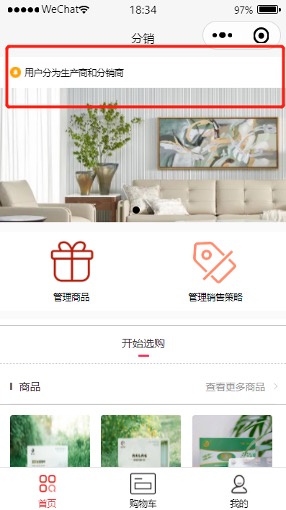 WeChat
18:34
97%
分销
用户分为生产商和分销商
管理商品
管理销售策略
开始选购
商品
查看更多商品
首页
购物车
我的